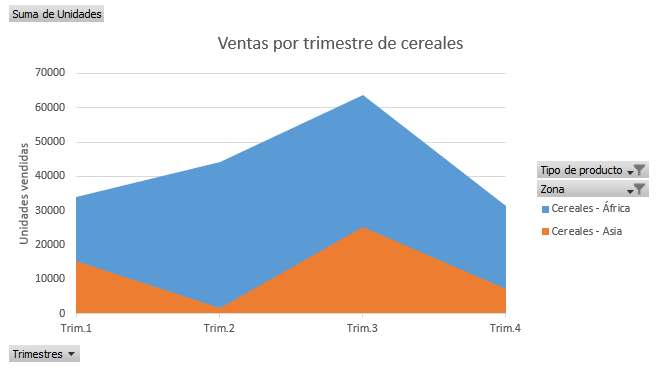 Suma de Unidades
Ventas por trimestre de cereales
70000
60000
50000
40000
30000
20000
10000
0
Unidades vendidas
Trim.1 Trim.2 Trim.3 Trim.4
Tipo de producto
Zona
Cereales - África
Cereales - Asia
Trimestres